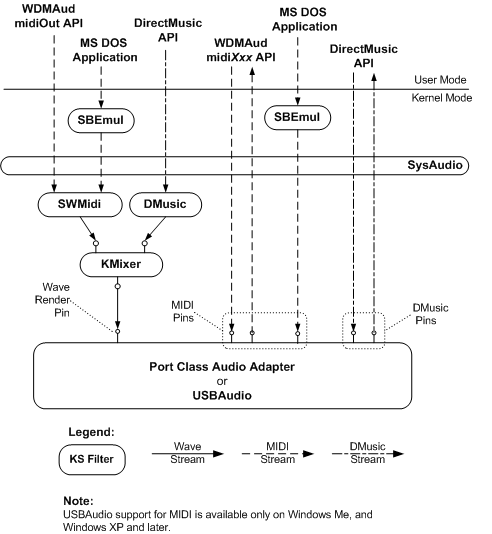 WDMAud
midiOut API
MS DOS
Application
DirectMusic
API
WDMAud
midiXxx API
MS DOS
Application
DirectMusic
API
User Mode
Kernel Mode
SBEmul
SBEmul
SysAudio
SWMidi
DMusic
KMixer
Wave
Render
Pin
MIDI
Pins
DMusic
Pins
Port Class Audio Adapter
or
USBAudio
Legend:
KS Filter
Wave
Stream
MIDI
Stream
DMusic
Stream
Note:
USBAudio support for MIDI is available only on Windows Me, and
Windows XP and later.